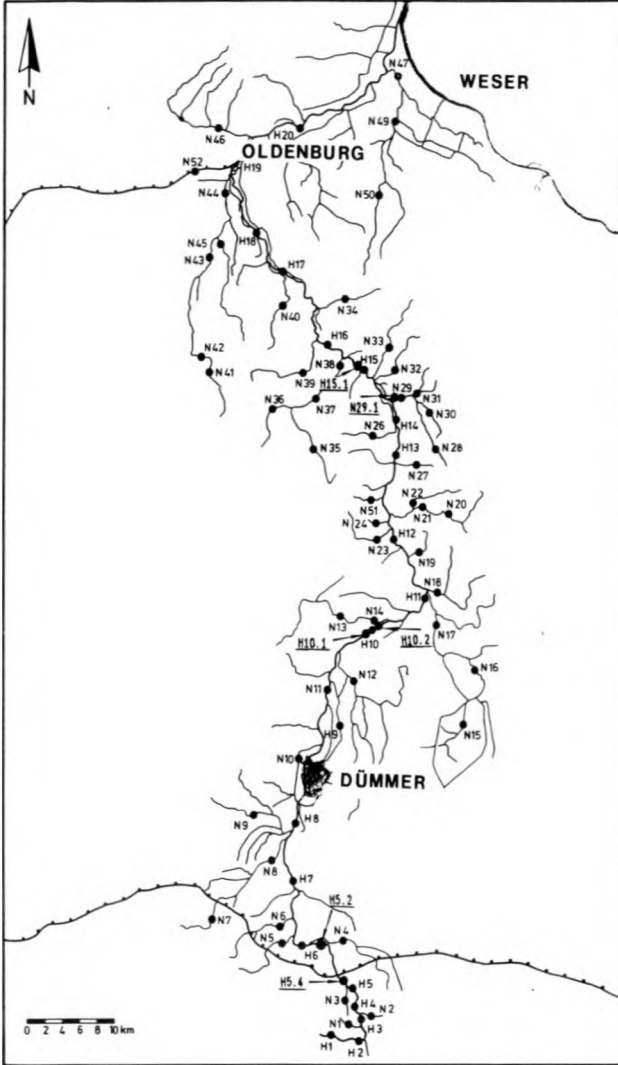 N47
WESER
N
N49
N46
H20
OLDENBURG
N52
H19
N44
N50
H18
N45
N43
H17
N34
N40
H16
N33
N42
N38
H15
N32
N41
N39
H15.1
N29
N31
N36
N37
N29.1
N30
H14
N26
N35
H13
N28
N27
N22
N20
N51
N21
N24
H12
N23
N19
N18
H11
N14
N13
N17
H10
H10.1
H10.2
N16
N12
N11
H9
N15
N10
DÜMMER
H8
N9
N8
H7
H5.2
N7
N6
N4
N5
H6
H5.4
H5
N3
H4
N2
N1
H3
H1
H2
0 2 4 6 8 10 km